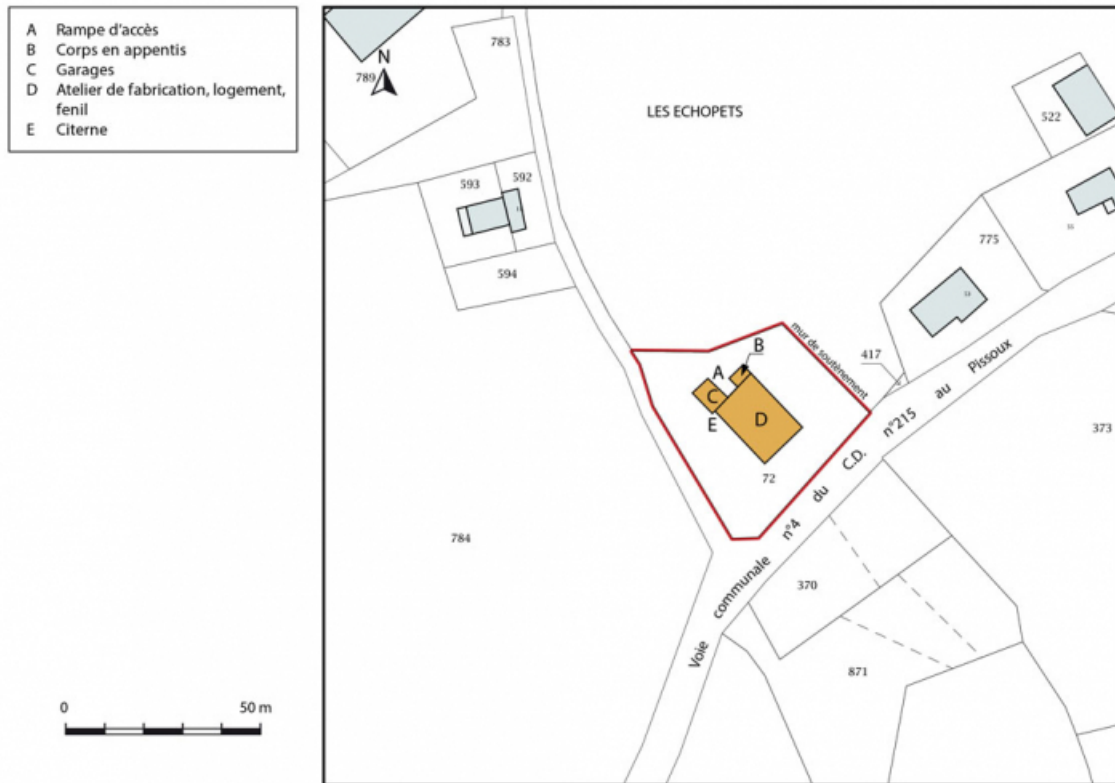 A Rampe d'accès
B Corps en appentis
C Garages
D Atelier de fabrication, logement,
fenil
E Citerne
0 50 m
783
N
789
LES ECHOPETS
522
593
592
594
775
417
mur de soutènement
B
A
C
E
D
72
373
784
370
871
Voie communale n°4 du C.D. n°215 au Pissoux